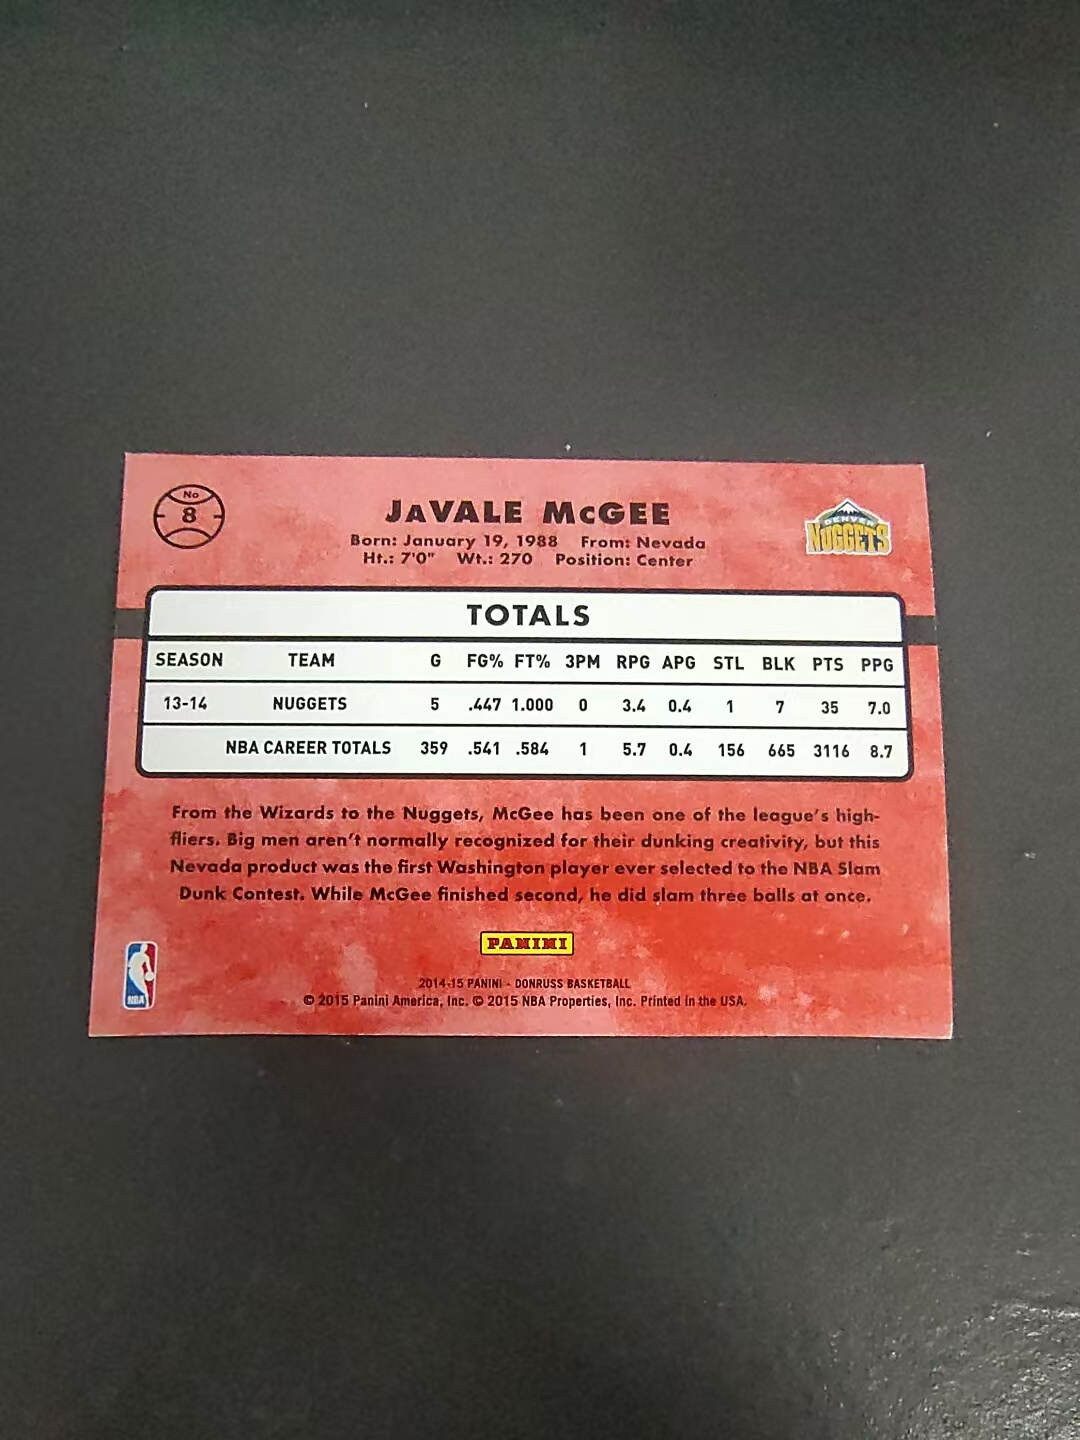 No
8
JAVALE McGEE
Born: January 19, 1988 From: Nevada
Ht.: 7'0" Wt.: 270 Position: Center
DENVER
NUGGETS
TOTALS
SEASON TEAM G FG% FT% 3PM RPG APG STL BLK PTS PPG
13-14 NUGGETS 5 .447 1.000 0 3.4 0.4 1 7 35 7.0
NBA CAREER TOTALS 359 .541 .584 1 5.7 0.4 156 665 3116 8.7
From the Wizards to the Nuggets, McGee has been one of the league's high-
fliers. Big men aren't normally recognized for their dunking creativity, but this
Nevada product was the first Washington player ever selected to the NBA Slam
Dunk Contest. While McGee finished second, he did slam three balls at once.
PANINI
NBA
2014-15 PANINI - DONRUSS BASKETBALL
© 2015 Panini America, Inc. © 2015 NBA Properties, Inc. Printed in the USA.